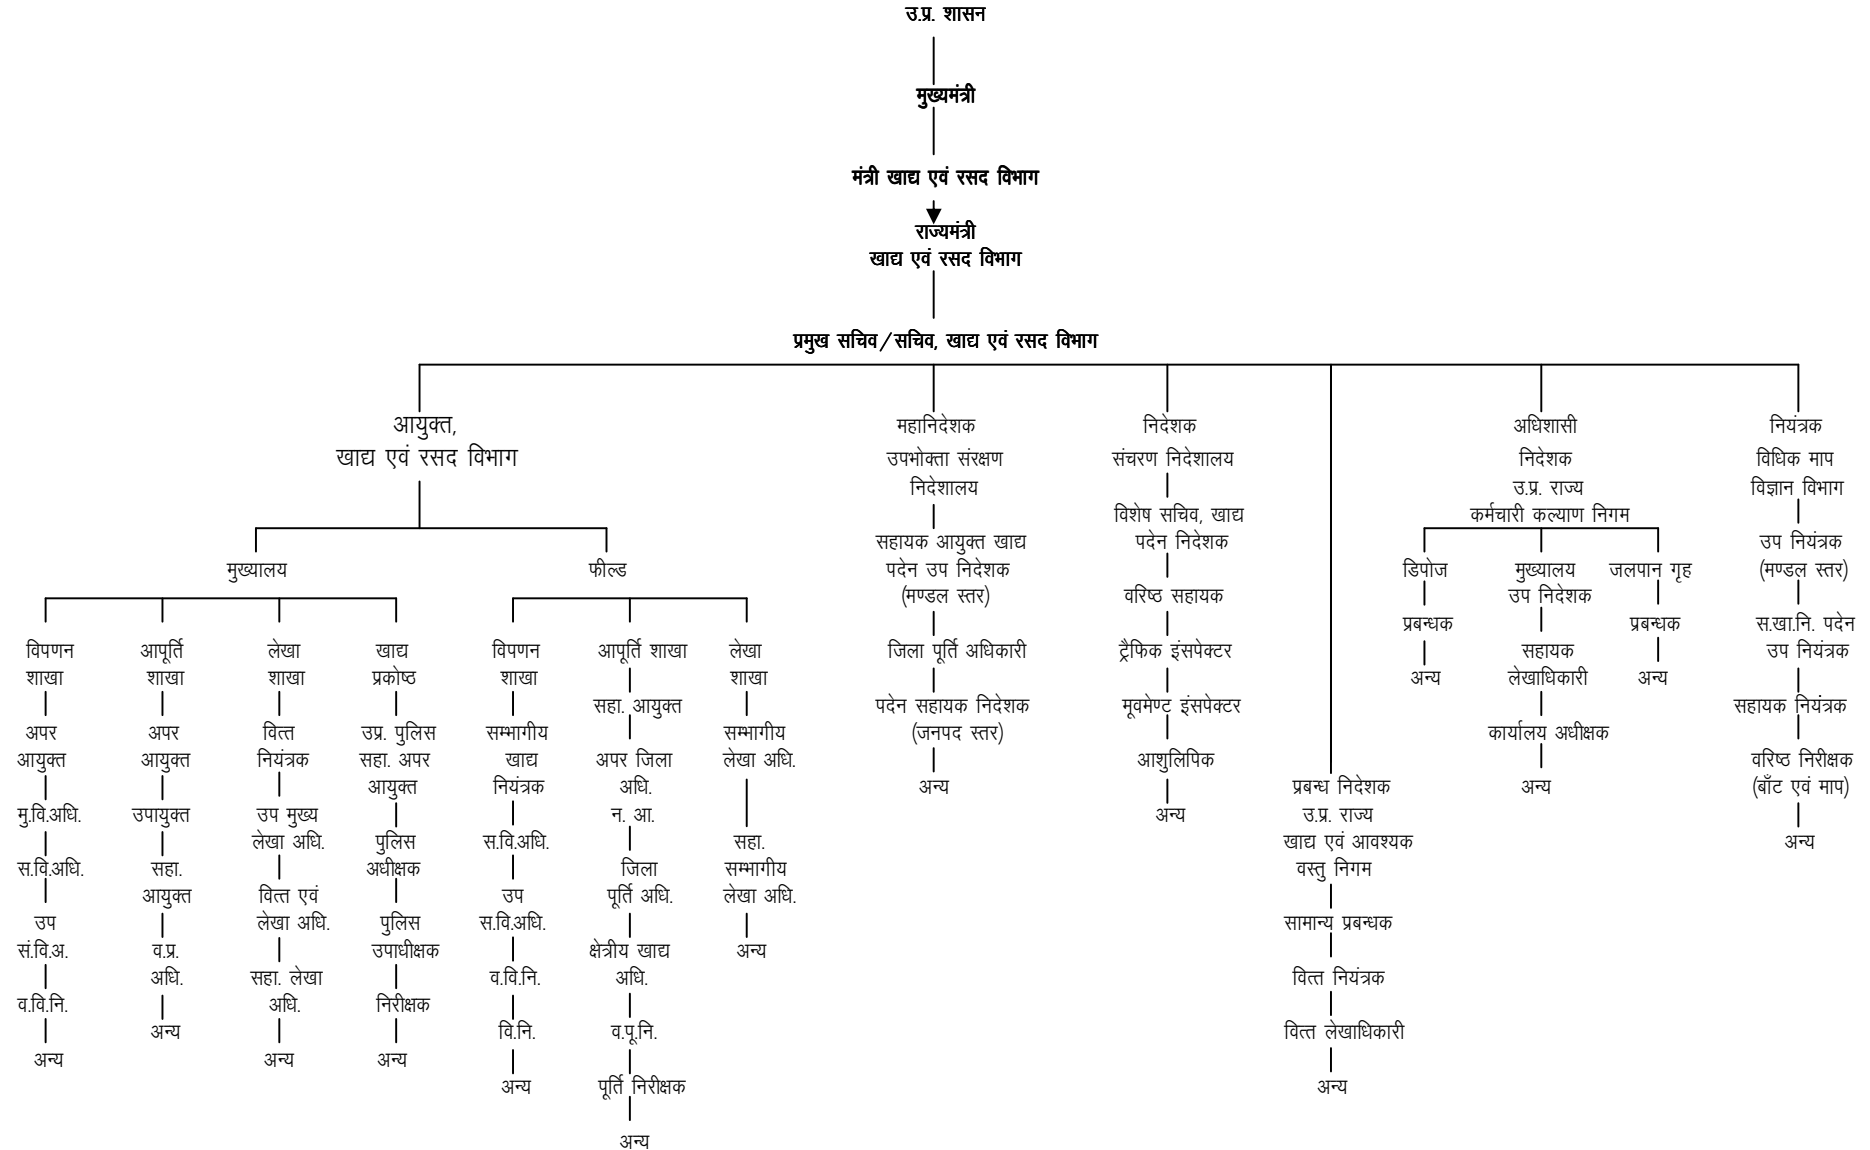 उ.प्र. शासन
मुख्यमंत्री
मंत्री खाद्य एवं रसद विभाग
राज्यमंत्री
खाद्य एवं रसद विभाग
प्रमुख सचिव/सचिव, खाद्य एवं रसद विभाग
आयुक्त,
खाद्य एवं रसद विभाग
मुख्यालय
विपणन
शाखा
अपर
आयुक्त
मु.वि.अधि.
स.वि.अधि.
उप
सं.वि.अ.
व.वि.नि.
अन्य
आपूर्ति
शाखा
अपर
आयुक्त
उपायुक्त
सहा.
आयुक्त
व.प्र.
अधि.
अन्य
लेखा
शाखा
वित्त
नियंत्रक
उप मुख्य
लेखा अधि.
वित्त एवं
लेखा अधि.
सहा. लेखा
अधि.
अन्य
खाद्य
प्रकोष्ठ
उप्र. पुलिस
सहा. अपर
आयुक्त
पुलिस
अधीक्षक
पुलिस
उपाधीक्षक
निरीक्षक
अन्य
फील्ड
विपणन
शाखा
सम्भागीय
खाद्य
नियंत्रक
स.वि.अधि.
उप
स.वि.अधि.
व.वि.नि.
वि.नि.
अन्य
आपूर्ति शाखा
सहा. आयुक्त
अपर जिला
अधि.
न. आ.
जिला
पूर्ति अधि.
क्षेत्रीय खाद्य
अधि.
व.पू.नि.
पूर्ति निरीक्षक
अन्य
लेखा
शाखा
सम्भागीय
लेखा अधि.
सहा.
सम्भागीय
लेखा अधि.
अन्य
महानिदेशक
उपभोक्ता संरक्षण
निदेशालय
सहायक आयुक्त खाद्य
पदेन उप निदेशक
(मण्डल स्तर)
जिला पूर्ति अधिकारी
पदेन सहायक निदेशक
(जनपद स्तर)
अन्य
निदेशक
संचरण निदेशालय
विशेष सचिव, खाद्य
पदेन निदेशक
वरिष्ठ सहायक
ट्रैफिक इंसपेक्टर
मूवमेण्ट इंसपेक्टर
आशुलिपिक
अन्य
प्रबन्ध निदेशक
उ.प्र. राज्य
खाद्य एवं आवश्यक
वस्तु निगम
सामान्य प्रबन्धक
वित्त नियंत्रक
वित्त लेखाधिकारी
अन्य
अधिशासी
निदेशक
उ.प्र. राज्य
कर्मचारी कल्याण निगम
डिपोज
प्रबन्धक
अन्य
मुख्यालय
उप निदेशक
सहायक
लेखाधिकारी
कार्यालय अधीक्षक
अन्य
जलपान गृह
प्रबन्धक
अन्य
नियंत्रक
विधिक माप
विज्ञान विभाग
उप नियंत्रक
(मण्डल स्तर)
स.खा.नि. पदेन
उप नियंत्रक
सहायक नियंत्रक
वरिष्ठ निरीक्षक
(बाँट एवं माप)
अन्य